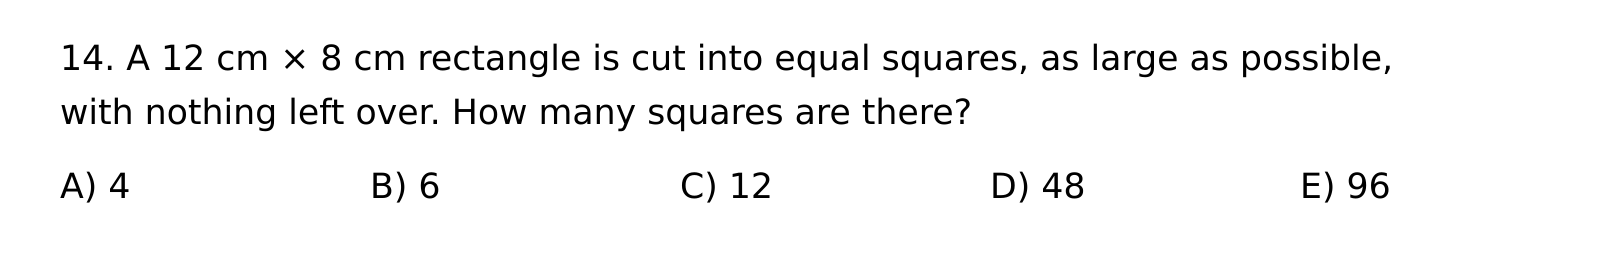 14. A 12 cm × 8 cm rectangle is cut into equal squares, as large as possible,
with nothing left over. How many squares are there?
A) 4 B) 6 C) 12 D) 48 E) 96